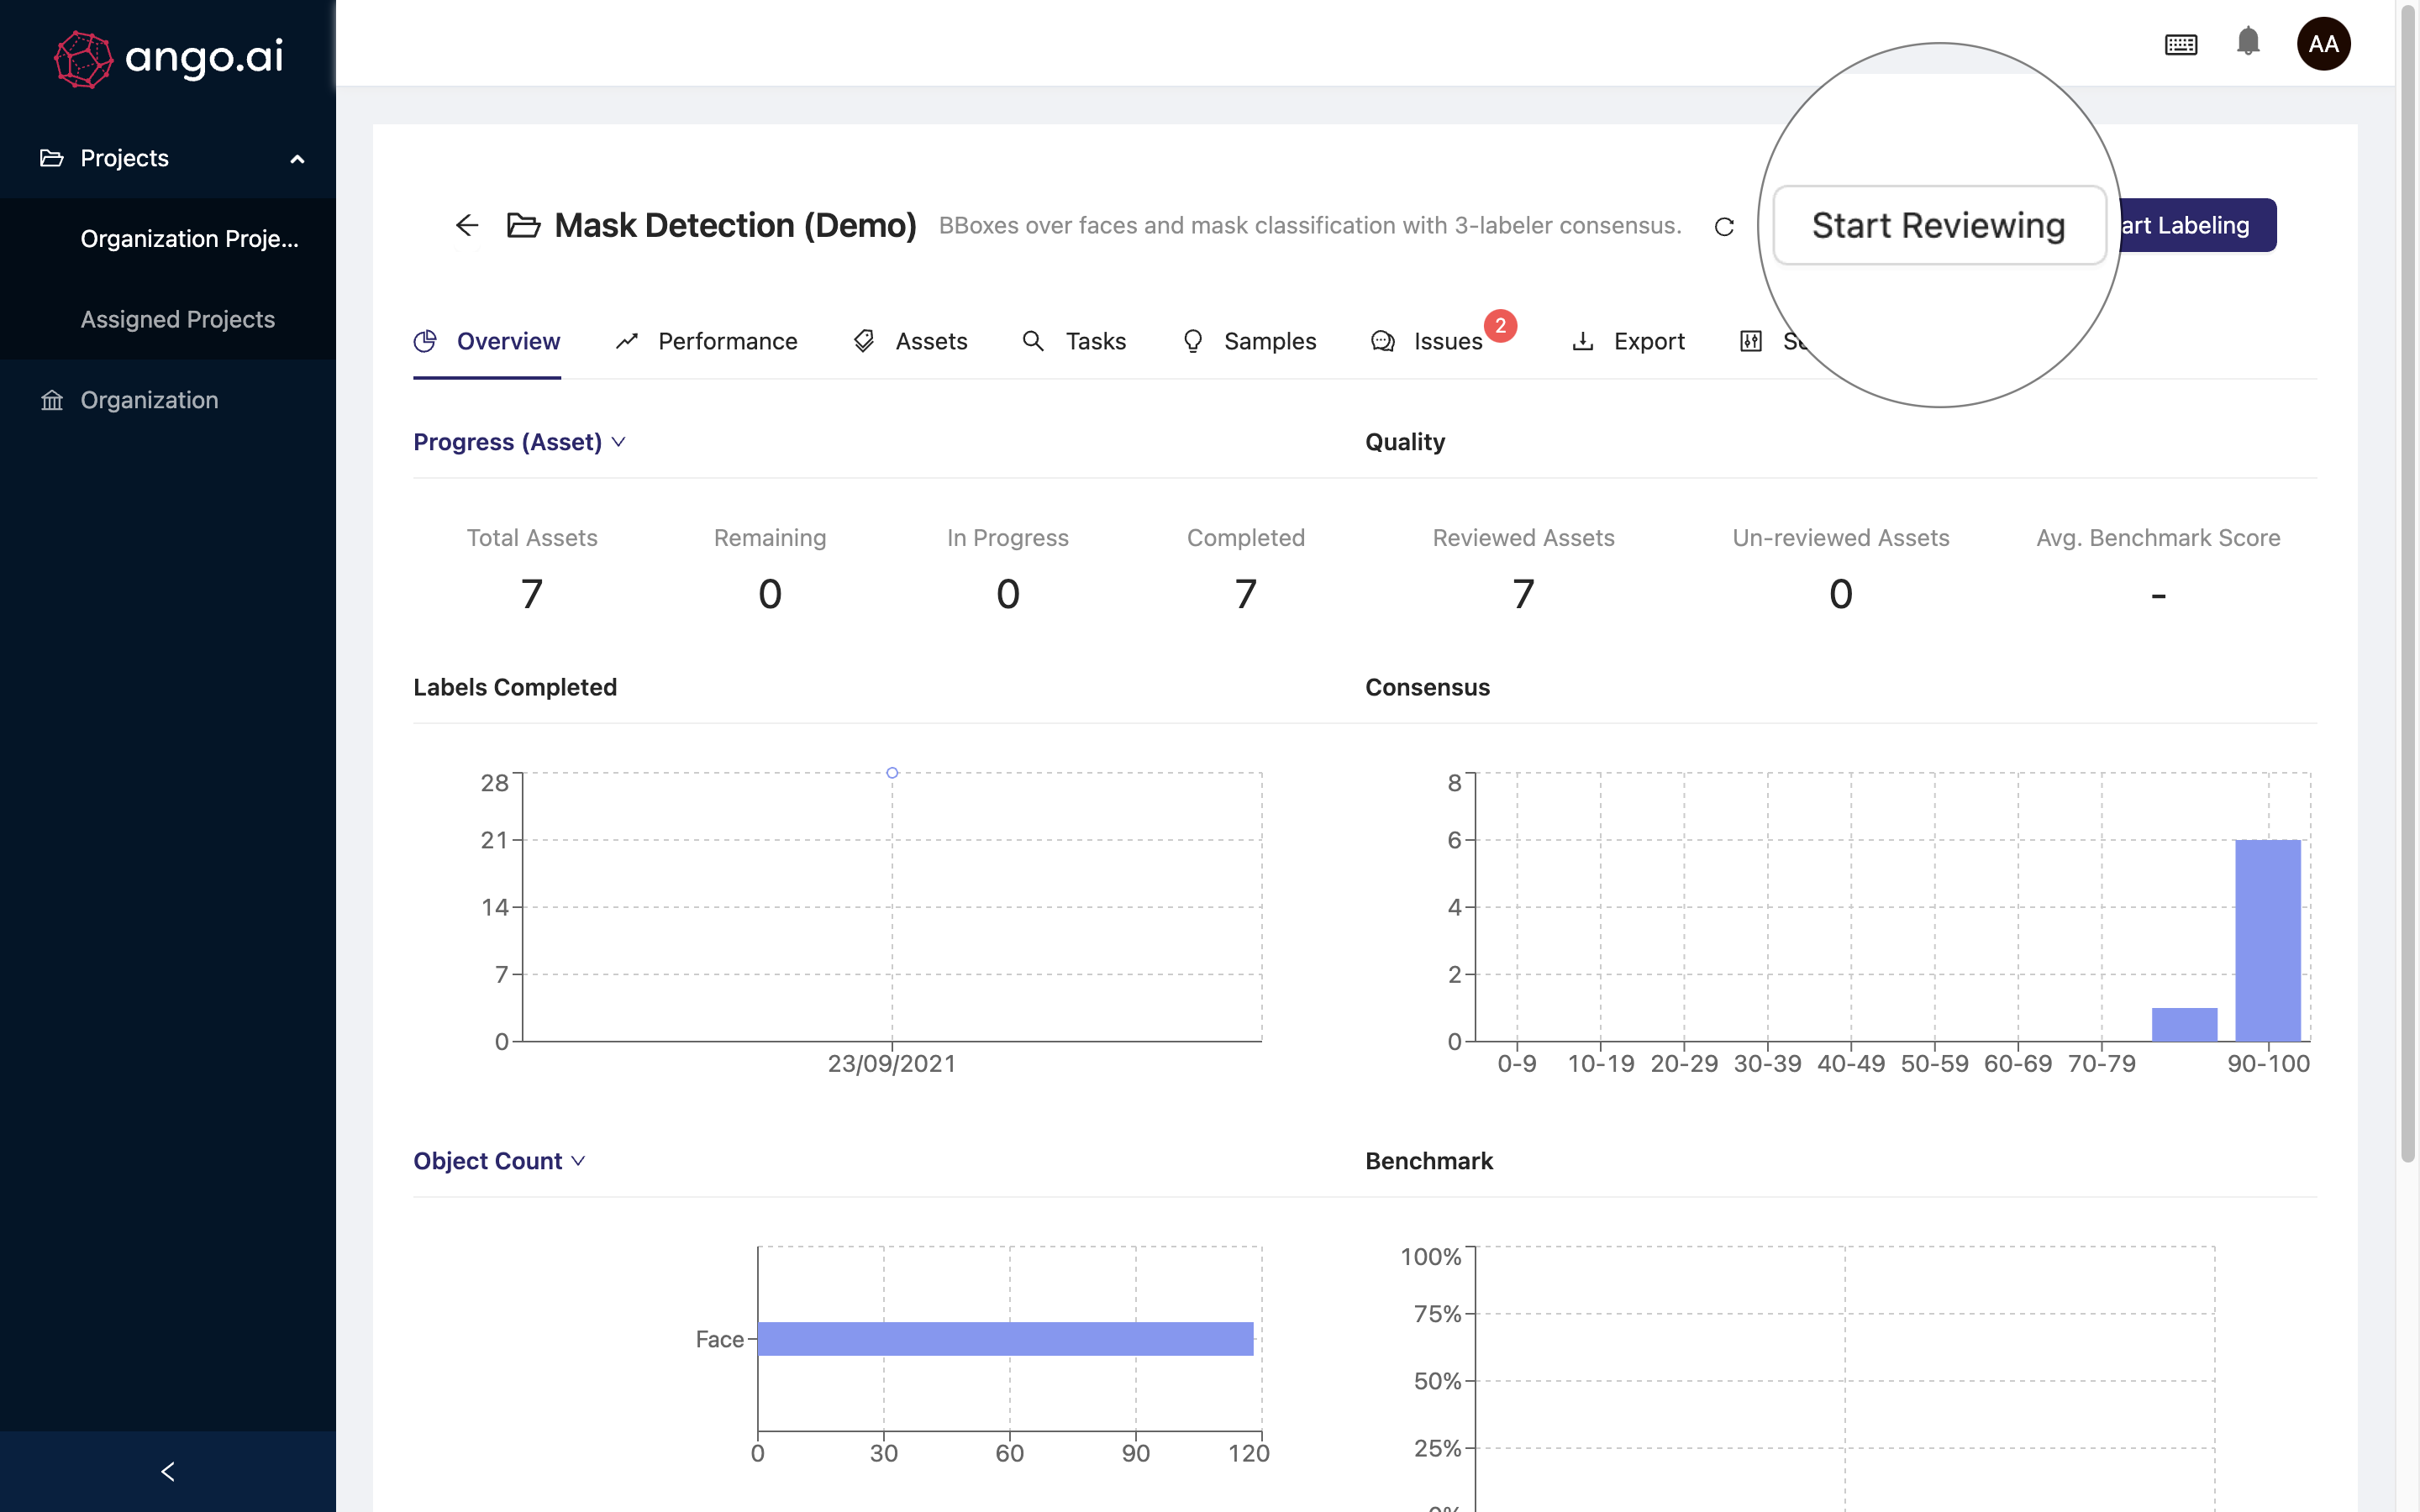 ango.ai
AA
Projects
Organization Proje...
Assigned Projects
Organization
Mask Detection (Demo) BBoxes over faces and mask classification with 3-labeler consensus.
Start Reviewing
art Labeling
Overview Performance Assets Tasks Samples Issues 2 Export
Progress (Asset)
Quality
Total Assets Remaining In Progress Completed Reviewed Assets Un-reviewed Assets Avg. Benchmark Score
7 0 0 7 7 0 -
Labels Completed
Consensus
28
21
14
7
0
23/09/2021
8
6
4
2
0
0-9 10-19 20-29 30-39 40-49 50-59 60-69 70-79 90-100
Object Count
Benchmark
Face
0 30 60 90 120
100%
75%
50%
25%